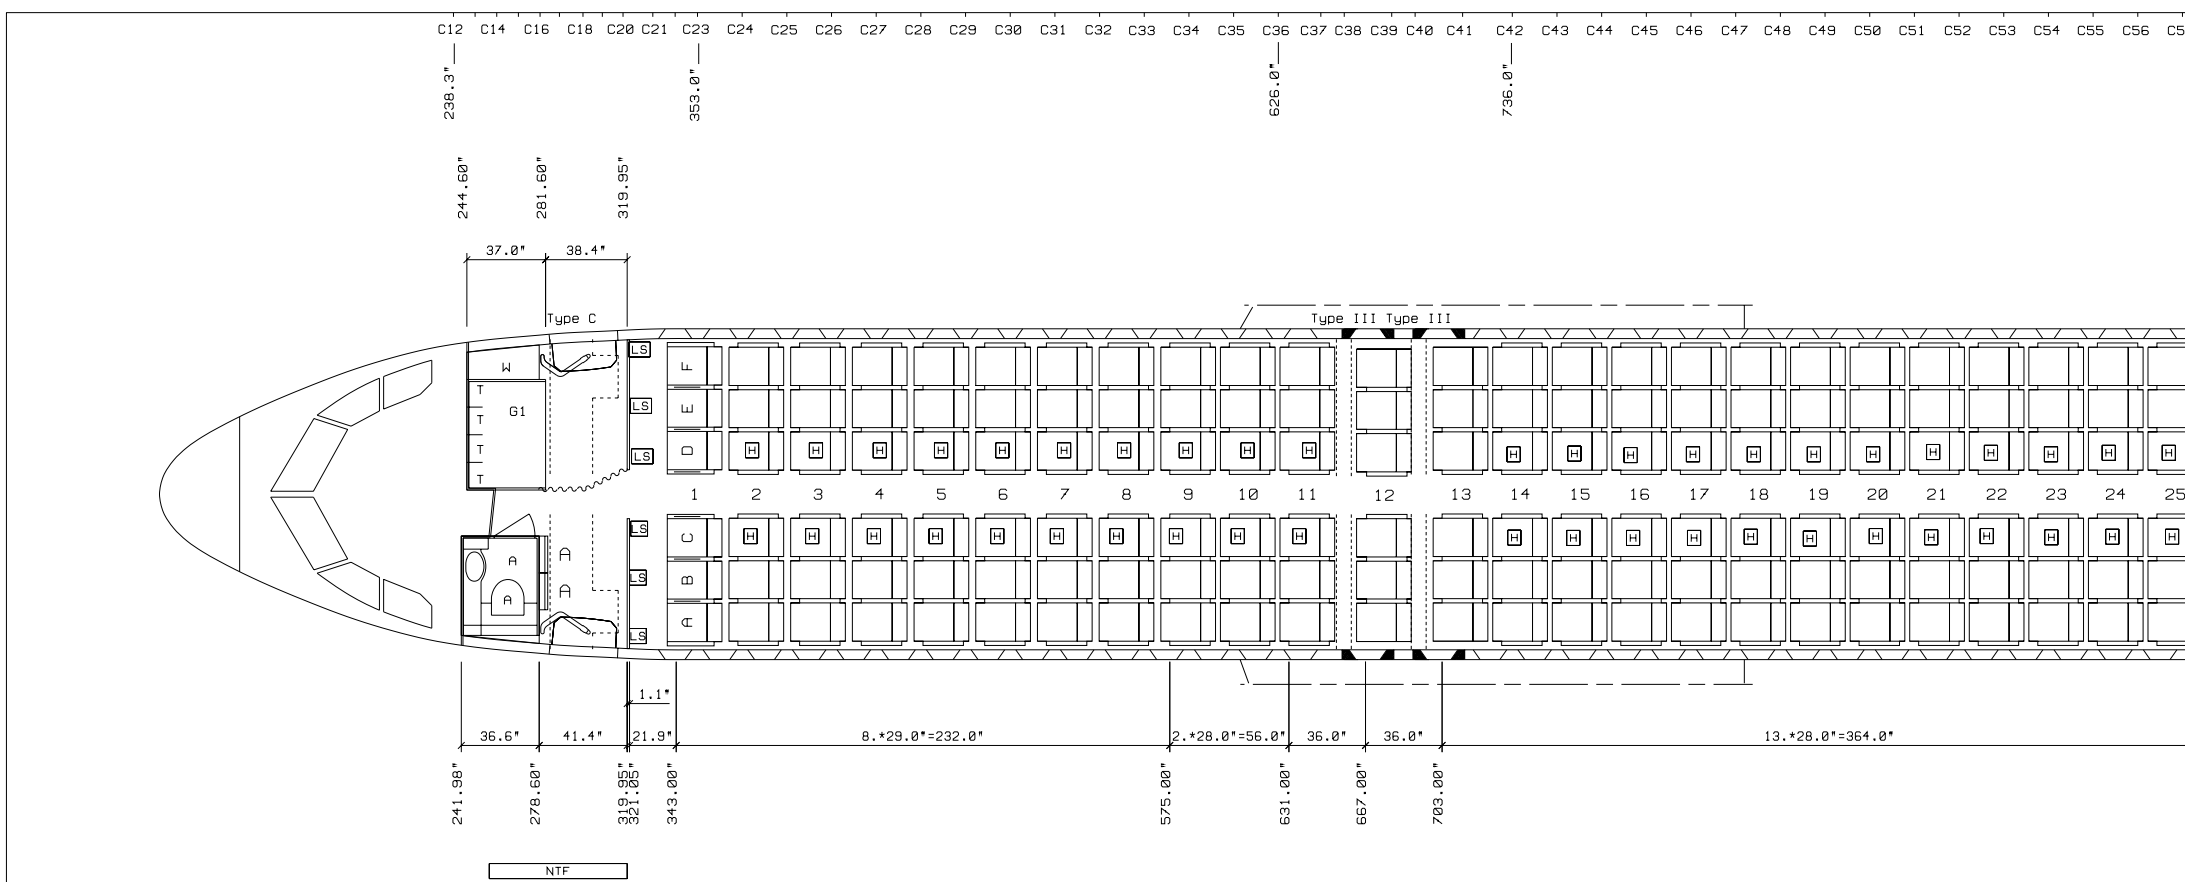 C12 C14 C16 C18 C20 C21 C23 C24 C25 C26 C27 C28 C29 C30 C31 C32 C33 C34 C35 C36 C37 C38 C39 C40 C41 C42 C43 C44 C45 C46 C47 C48 C49 C50 C51 C52 C53 C54 C55 C56
238.3" 353.0" 626.0" 736.0"
244.60" 281.60" 319.95"
37.0" 38.4"
Type C Type III Type III
LS
W F
T
G1 LS E
T
T
LS D H H H H H H H H H H H H H H H H H H H H H H
T
1 2 3 4 5 6 7 8 9 10 11 12 13 14 15 16 17 18 19 20 21 22 23 24 25
LS C H H H H H H H H H H H H H H H H H H H H H H
A A
LS B
A A
LS A
1.1"
36.6" 41.4" 21.9" 8.*29.0"=232.0" 2.*28.0"=56.0" 36.0" 36.0" 13.*28.0"=364.0"
241.98" 278.60" 319.95" 321.05" 343.00" 575.00" 631.00" 667.00" 703.00"
NTF